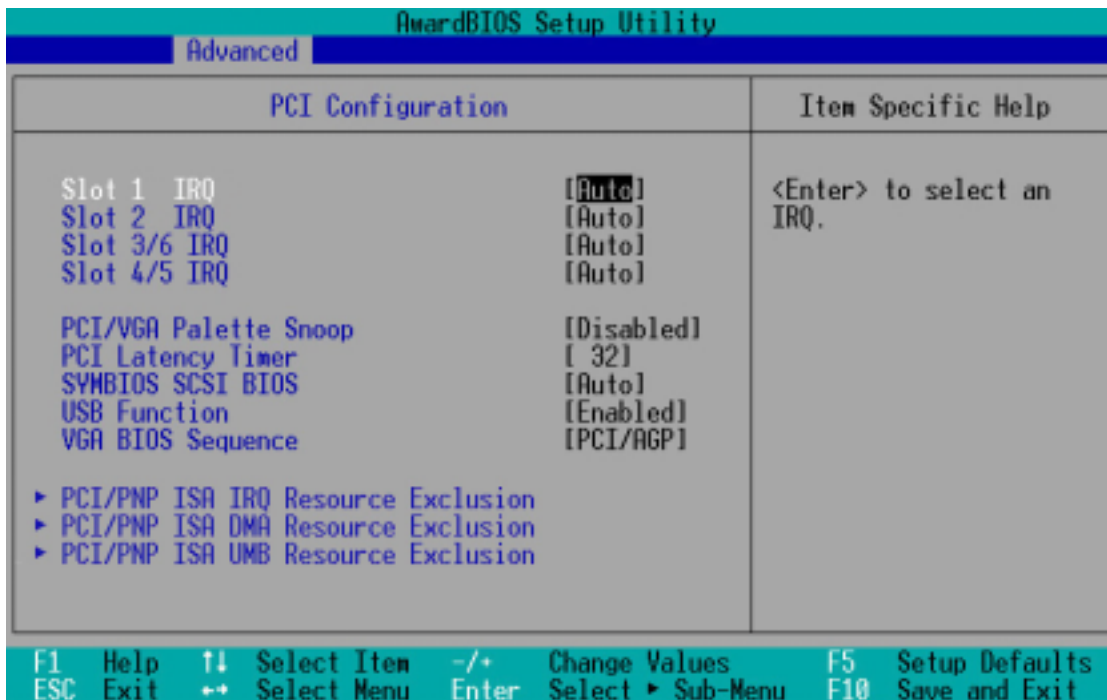 AwardBIOS Setup Utility
Advanced
PCI Configuration
Item Specific Help
Slot 1 IRQ [Auto]
Slot 2 IRQ [Auto]
Slot 3/6 IRQ [Auto]
Slot 4/5 IRQ [Auto]
PCI/VGA Palette Snoop [Disabled]
PCI Latency Timer [ 32]
SYMBIOS SCSI BIOS [Auto]
USB Function [Enabled]
VGA BIOS Sequence [PCI/AGP]
▸ PCI/PNP ISA IRQ Resource Exclusion
▸ PCI/PNP ISA DMA Resource Exclusion
▸ PCI/PNP ISA UMB Resource Exclusion
<Enter> to select an
IRQ.
F1 Help ↑↓ Select Item -/+ Change Values F5 Setup Defaults
ESC Exit ←→ Select Menu Enter Select ▸ Sub-Menu F10 Save and Exit